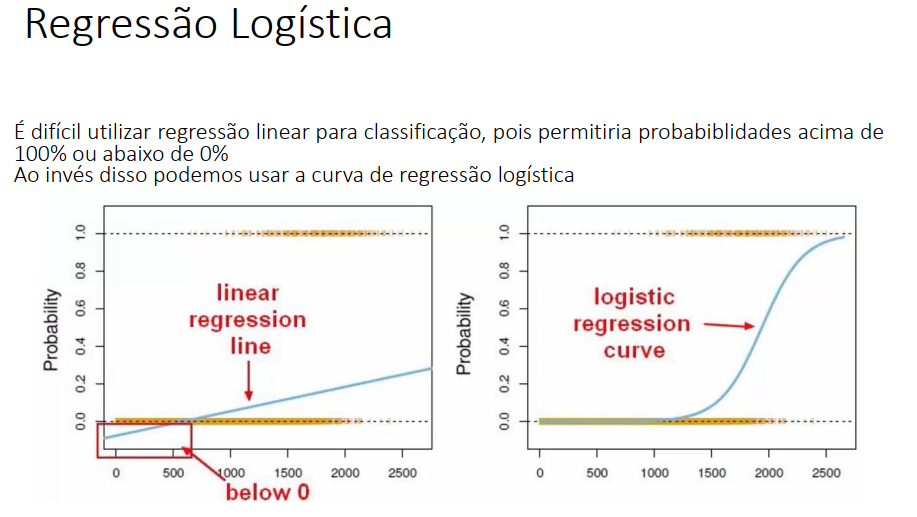 Regressão Logística
É difícil utilizar regressão linear para classificação, pois permitiria probabiblidades acima de
100% ou abaixo de 0%
Ao invés disso podemos usar a curva de regressão logística
Probability
1.0
0.8
0.6
0.4
0.2
0.0
linear
regression
line
0 500 1000 1500 2000 2500
below 0
Probability
1.0
0.8
0.6
0.4
0.2
0.0
logistic
regression
curve
0 500 1000 1500 2000 2500